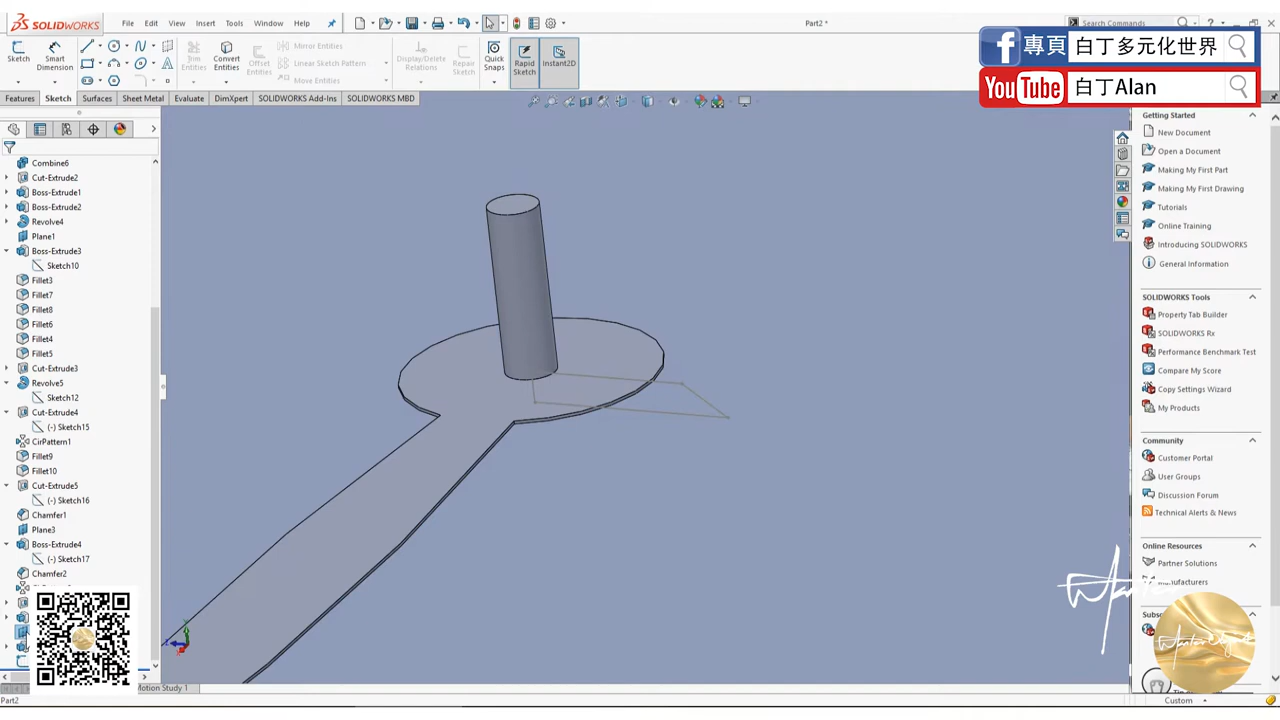 SOLIDWORKS
File
Edit
View
Insert
Tools
Window
Help
Part2 *
Search Commands
Sketch
Smart Dimension
Trim Entities
Convert Entities
Offset Entities
Mirror Entities
Linear Sketch Pattern
Move Entities
Display/Delete Relations
Repair Sketch
Quick Snaps
Rapid Sketch
Instant2D
專頁 白丁多元化世界
YouTube 白丁Alan
Features
Sketch
Surfaces
Sheet Metal
Evaluate
DimXpert
SOLIDWORKS Add-Ins
SOLIDWORKS MBD
Combine6
Cut-Extrude2
Boss-Extrude1
Boss-Extrude2
Revolve4
Plane1
Boss-Extrude3
Sketch10
Fillet3
Fillet7
Fillet8
Fillet6
Fillet4
Fillet5
Cut-Extrude3
Revolve5
Sketch12
Cut-Extrude4
(-) Sketch15
CirPattern1
Fillet9
Fillet10
Cut-Extrude5
(-) Sketch16
Chamfer1
Plane3
Boss-Extrude4
(-) Sketch17
Chamfer2
Getting Started
New Document
Open a Document
Making My First Part
Making My First Drawing
Tutorials
Online Training
Introducing SOLIDWORKS
General Information
SOLIDWORKS Tools
Property Tab Builder
SOLIDWORKS Rx
Performance Benchmark Test
Compare My Score
Copy Settings Wizard
My Products
Community
Customer Portal
User Groups
Discussion Forum
Technical Alerts & News
Online Resources
Partner Solutions
Manufacturers
Motion Study 1
Part2
Custom